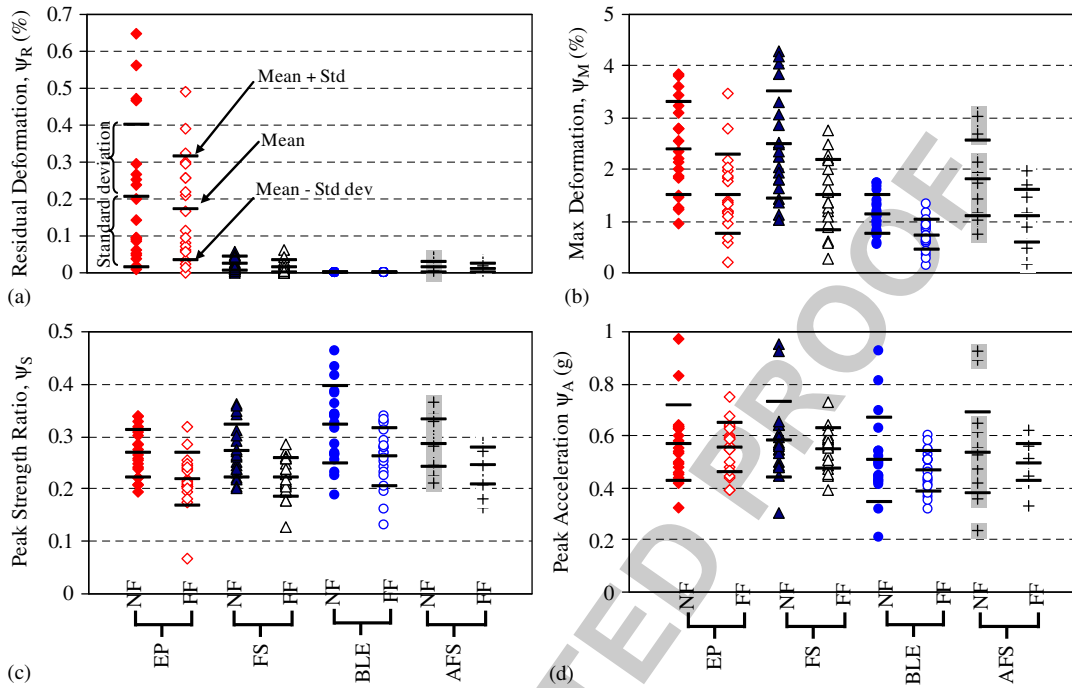 0.7
0.6
0.5
0.4
0.3
0.2
0.1
0
Residual Deformation, ψR (%)
Standard deviation
Mean + Std
Mean
Mean - Std dev
(a)
5
4
3
2
1
0
Max Deformation, ψM (%)
(b)
0.5
0.4
0.3
0.2
0.1
0
Peak Strength Ratio, ψS
NF FF NF FF NF FF NF FF
EP FS BLE AFS
(c)
1
0.8
0.6
0.4
0.2
0
Peak Acceleration ψA (g)
NF FF NF FF NF FF NF FF
EP FS BLE AFS
(d)
TED PROOF